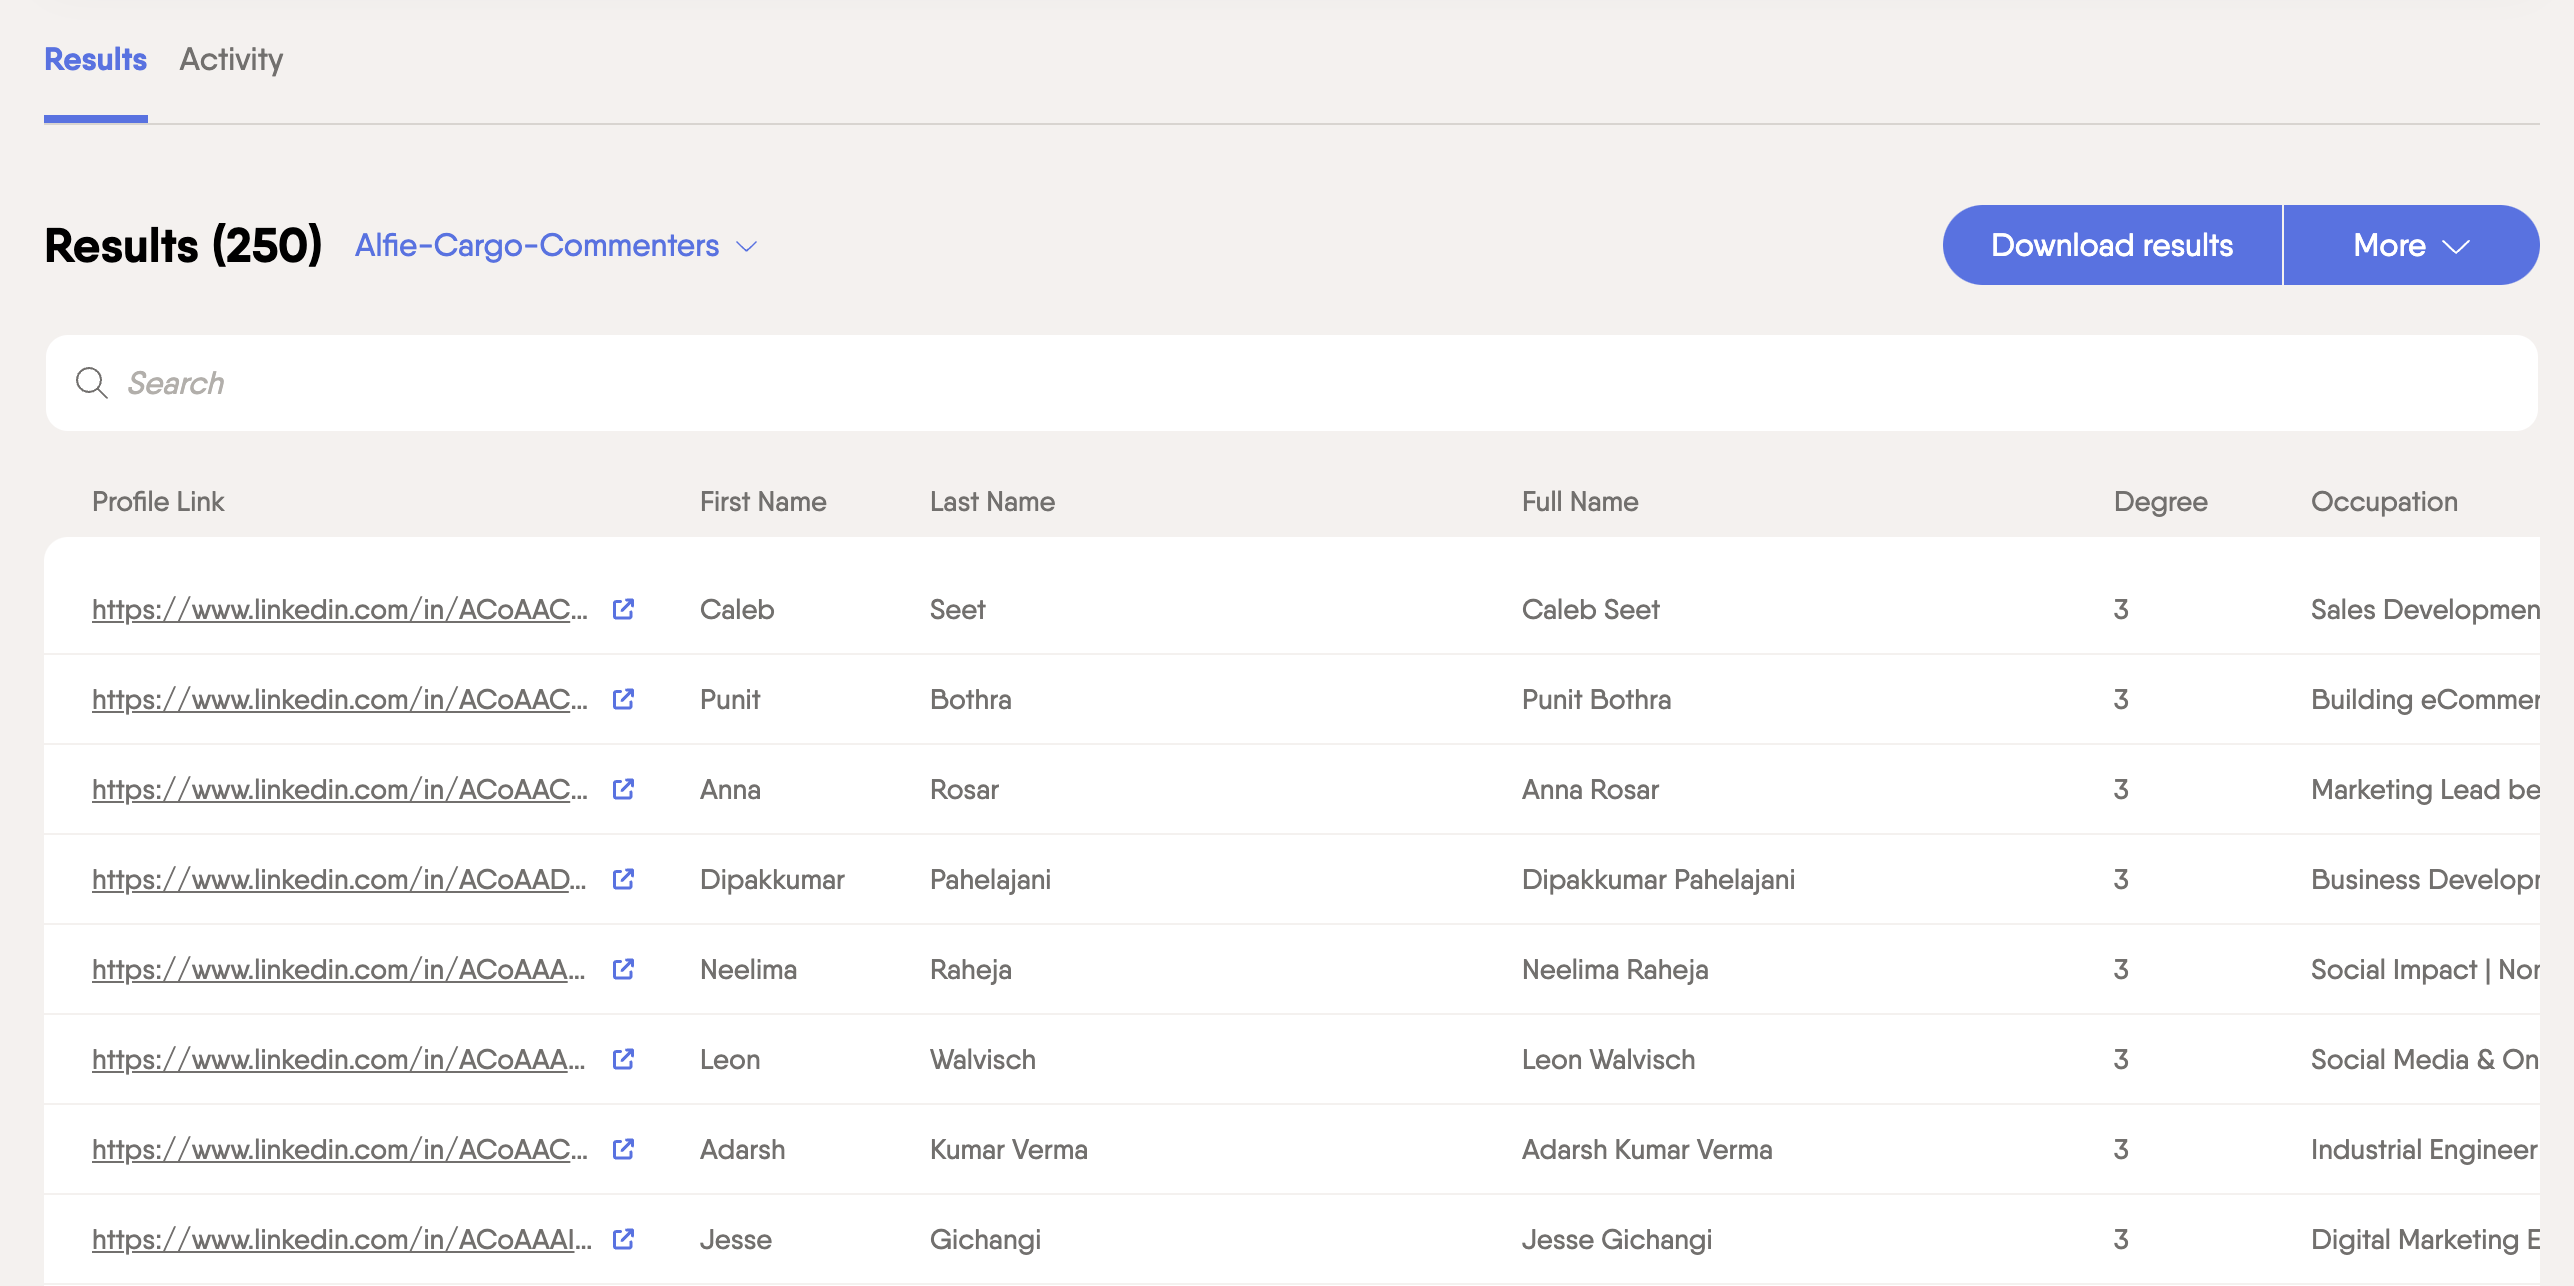 Results Activity
Results (250) Alfie-Cargo-Commenters Download results More
Search
Profile Link First Name Last Name Full Name Degree Occupation
https://www.linkedin.com/in/ACoAAC... Caleb Seet Caleb Seet 3 Sales Developmen
https://www.linkedin.com/in/ACoAAC... Punit Bothra Punit Bothra 3 Building eCommer
https://www.linkedin.com/in/ACoAAC... Anna Rosar Anna Rosar 3 Marketing Lead be
https://www.linkedin.com/in/ACoAAD... Dipakkumar Pahelajani Dipakkumar Pahelajani 3 Business Develop
https://www.linkedin.com/in/ACoAAA... Neelima Raheja Neelima Raheja 3 Social Impact | Non
https://www.linkedin.com/in/ACoAAA... Leon Walvisch Leon Walvisch 3 Social Media & On
https://www.linkedin.com/in/ACoAAC... Adarsh Kumar Verma Adarsh Kumar Verma 3 Industrial Engineer
https://www.linkedin.com/in/ACoAAAI... Jesse Gichangi Jesse Gichangi 3 Digital Marketing E